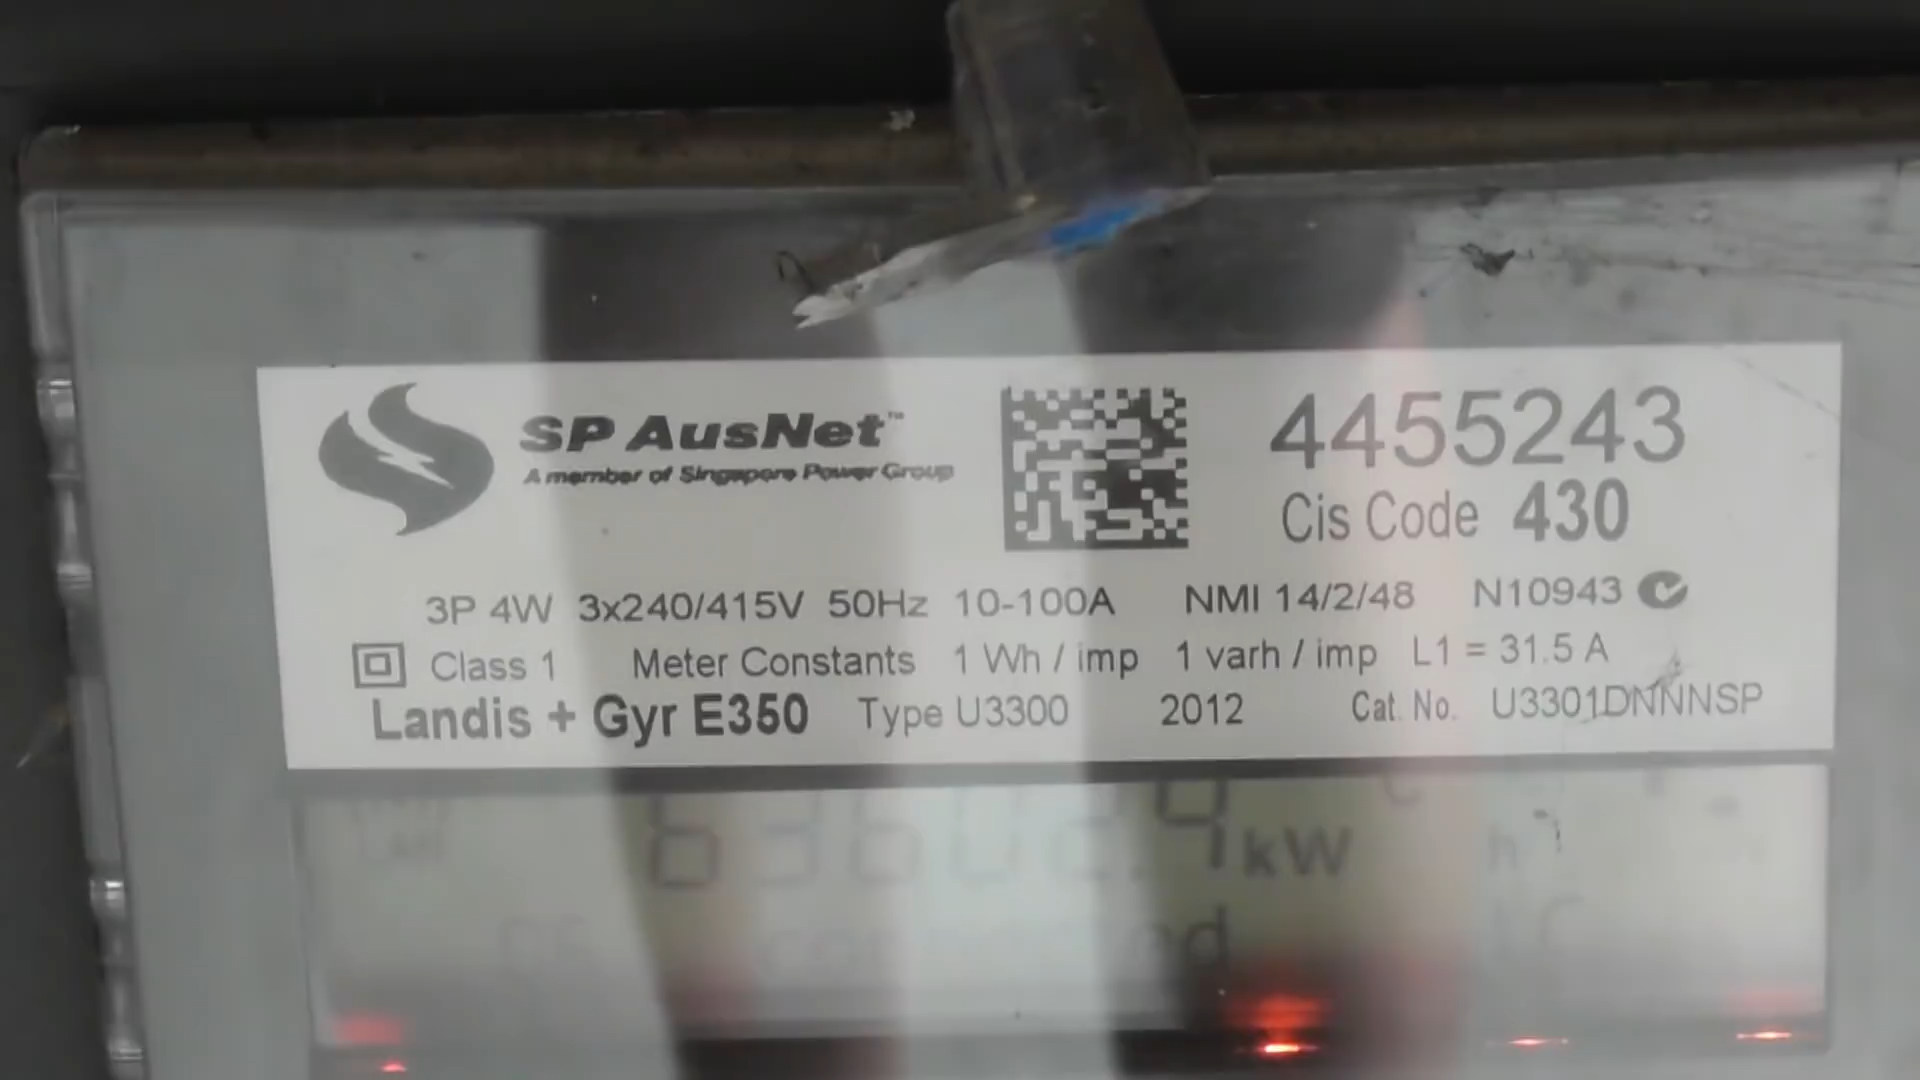 SP AusNet™
A member of Singapore Power Group
4455243
Cis Code 430
3P 4W 3x240/415V 50Hz 10-100A NMI 14/2/48 N10943
Class 1 Meter Constants 1 Wh / imp 1 varh / imp L1 = 31.5 A
Landis + Gyr E350 Type U3300 2012 Cat. No. U3301DNNNSP
kW